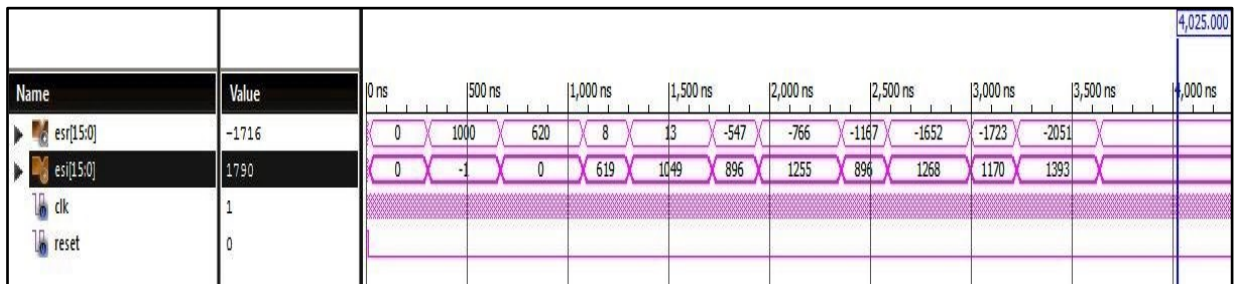 4,025.000
Name Value 0 ns 500 ns 1,000 ns 1,500 ns 2,000 ns 2,500 ns 3,000 ns 3,500 ns 4,000 ns
esr[15:0] -1716 0 1000 620 8 13 -547 -766 -1167 -1652 -1723 -2051
esi[15:0] 1790 0 -1 0 619 1049 896 1255 896 1268 1170 1393
clk 1
reset 0